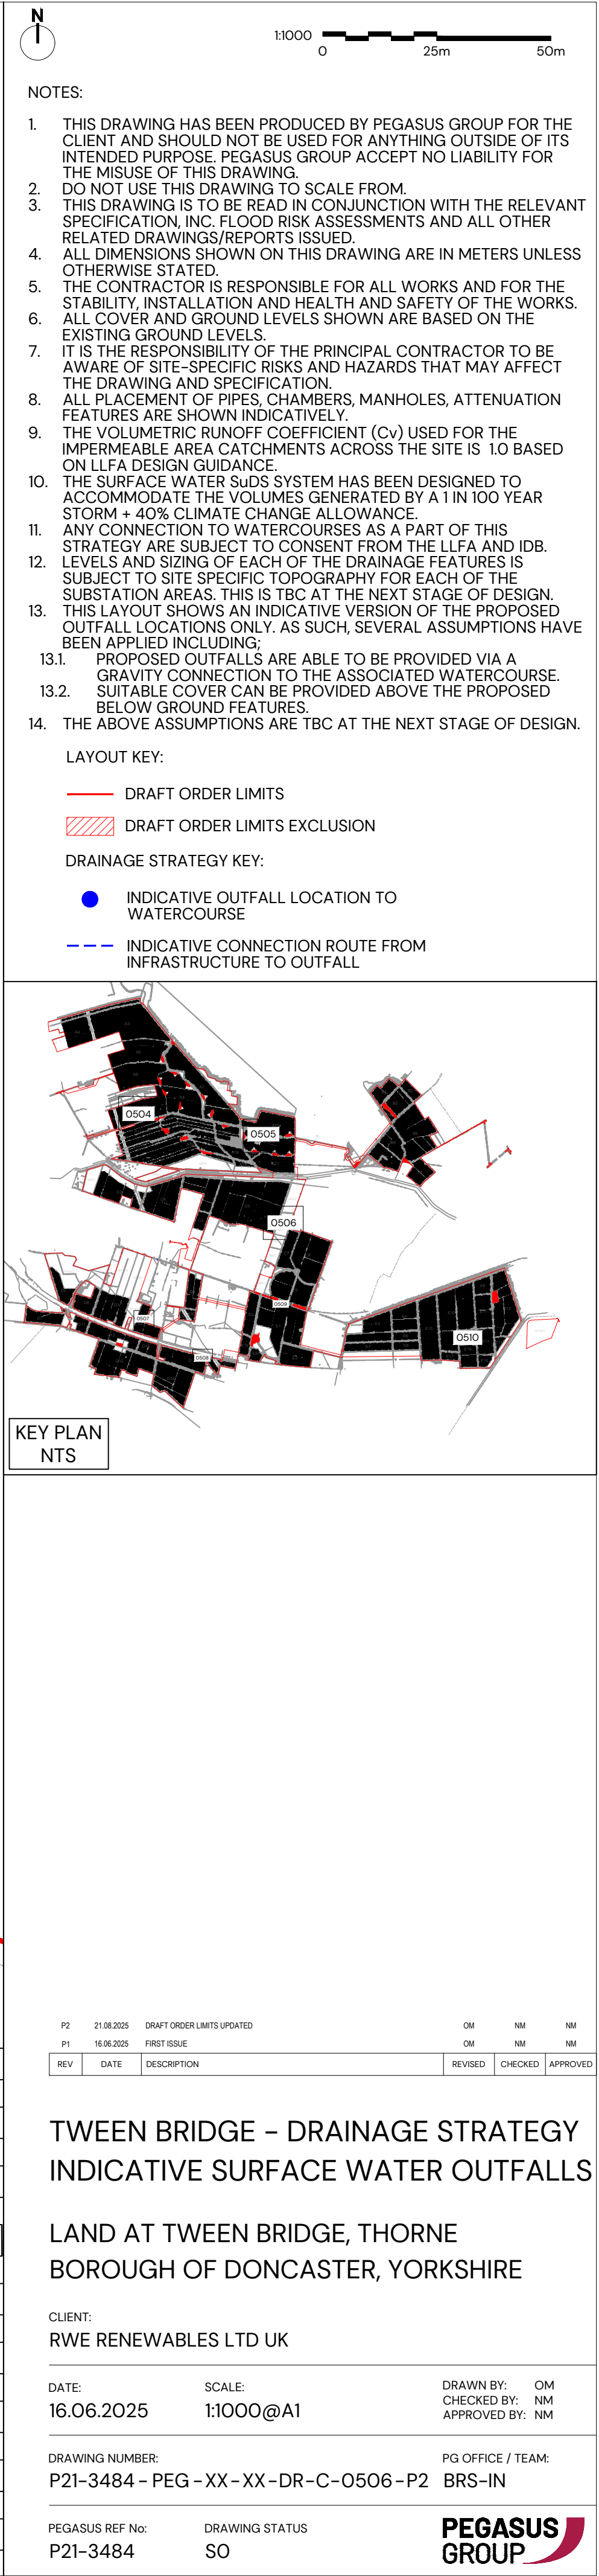 N
1:1000
0 25m 50m
NOTES:
1. THIS DRAWING HAS BEEN PRODUCED BY PEGASUS GROUP FOR THE
CLIENT AND SHOULD NOT BE USED FOR ANYTHING OUTSIDE OF ITS
INTENDED PURPOSE. PEGASUS GROUP ACCEPT NO LIABILITY FOR
THE MISUSE OF THIS DRAWING.
2. DO NOT USE THIS DRAWING TO SCALE FROM.
3. THIS DRAWING IS TO BE READ IN CONJUNCTION WITH THE RELEVANT
SPECIFICATION, INC. FLOOD RISK ASSESSMENTS AND ALL OTHER
RELATED DRAWINGS/REPORTS ISSUED.
4. ALL DIMENSIONS SHOWN ON THIS DRAWING ARE IN METERS UNLESS
OTHERWISE STATED.
5. THE CONTRACTOR IS RESPONSIBLE FOR ALL WORKS AND FOR THE
STABILITY, INSTALLATION AND HEALTH AND SAFETY OF THE WORKS.
6. ALL COVER AND GROUND LEVELS SHOWN ARE BASED ON THE
EXISTING GROUND LEVELS.
7. IT IS THE RESPONSIBILITY OF THE PRINCIPAL CONTRACTOR TO BE
AWARE OF SITE-SPECIFIC RISKS AND HAZARDS THAT MAY AFFECT
THE DRAWING AND SPECIFICATION.
8. ALL PLACEMENT OF PIPES, CHAMBERS, MANHOLES, ATTENUATION
FEATURES ARE SHOWN INDICATIVELY.
9. THE VOLUMETRIC RUNOFF COEFFICIENT (Cv) USED FOR THE
IMPERMEABLE AREA CATCHMENTS ACROSS THE SITE IS 1.0 BASED
ON LLFA DESIGN GUIDANCE.
10. THE SURFACE WATER SuDS SYSTEM HAS BEEN DESIGNED TO
ACCOMMODATE THE VOLUMES GENERATED BY A 1 IN 100 YEAR
STORM + 40% CLIMATE CHANGE ALLOWANCE.
11. ANY CONNECTION TO WATERCOURSES AS A PART OF THIS
STRATEGY ARE SUBJECT TO CONSENT FROM THE LLFA AND IDB.
12. LEVELS AND SIZING OF EACH OF THE DRAINAGE FEATURES IS
SUBJECT TO SITE SPECIFIC TOPOGRAPHY FOR EACH OF THE
SUBSTATION AREAS. THIS IS TBC AT THE NEXT STAGE OF DESIGN.
13. THIS LAYOUT SHOWS AN INDICATIVE VERSION OF THE PROPOSED
OUTFALL LOCATIONS ONLY. AS SUCH, SEVERAL ASSUMPTIONS HAVE
BEEN APPLIED INCLUDING;
13.1. PROPOSED OUTFALLS ARE ABLE TO BE PROVIDED VIA A
GRAVITY CONNECTION TO THE ASSOCIATED WATERCOURSE.
13.2. SUITABLE COVER CAN BE PROVIDED ABOVE THE PROPOSED
BELOW GROUND FEATURES.
14. THE ABOVE ASSUMPTIONS ARE TBC AT THE NEXT STAGE OF DESIGN.
LAYOUT KEY:
DRAFT ORDER LIMITS
DRAFT ORDER LIMITS EXCLUSION
DRAINAGE STRATEGY KEY:
INDICATIVE OUTFALL LOCATION TO
WATERCOURSE
INDICATIVE CONNECTION ROUTE FROM
INFRASTRUCTURE TO OUTFALL
0504
0505
0506
0509
0507
0510
0508
KEY PLAN
NTS
P2 21.08.2025 DRAFT ORDER LIMITS UPDATED OM NM NM
P1 16.06.2025 FIRST ISSUE OM NM NM
REV DATE DESCRIPTION REVISED CHECKED APPROVED
TWEEN BRIDGE - DRAINAGE STRATEGY
INDICATIVE SURFACE WATER OUTFALLS
LAND AT TWEEN BRIDGE, THORNE
BOROUGH OF DONCASTER, YORKSHIRE
CLIENT:
RWE RENEWABLES LTD UK
DATE: SCALE: DRAWN BY: OM
CHECKED BY: NM
16.06.2025 1:1000@A1 APPROVED BY: NM
DRAWING NUMBER: PG OFFICE / TEAM:
P21-3484-PEG-XX-XX-DR-C-0506-P2 BRS-IN
PEGASUS REF No: DRAWING STATUS
P21-3484 S0
PEGASUS
GROUP